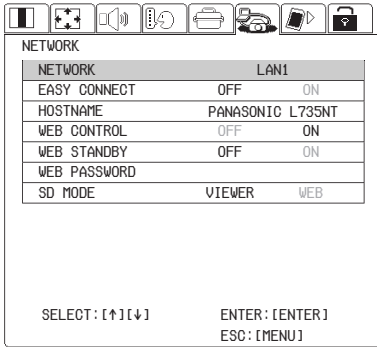 NETWORK
NETWORK LAN1
EASY CONNECT OFF ON
HOSTNAME PANASONIC L735NT
WEB CONTROL OFF ON
WEB STANDBY OFF ON
WEB PASSWORD
SD MODE VIEWER WEB
SELECT:[↑][↓] ENTER:[ENTER]
ESC:[MENU]